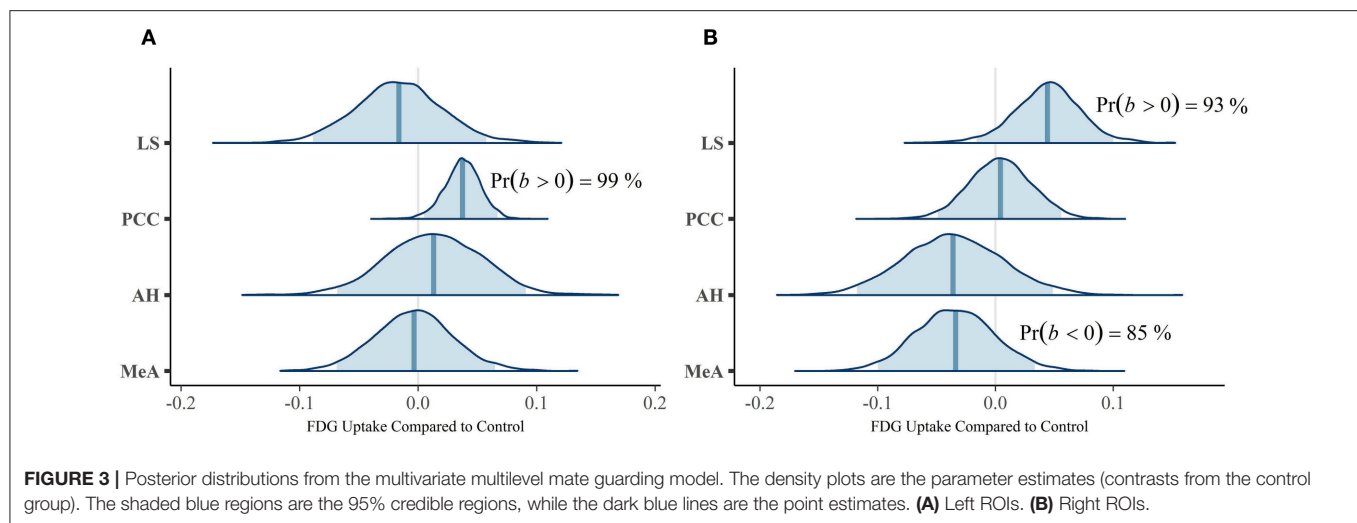 A
B
LS
Pr(b > 0) = 99 %
PCC
AH
MeA
-0.2 -0.1 0.0 0.1 0.2
FDG Uptake Compared to Control
Pr(b > 0) = 93 %
LS
PCC
AH
Pr(b < 0) = 85 %
MeA
-0.2 -0.1 0.0 0.1
FDG Uptake Compared to Control
FIGURE 3 | Posterior distributions from the multivariate multilevel mate guarding model. The density plots are the parameter estimates (contrasts from the control
group). The shaded blue regions are the 95% credible regions, while the dark blue lines are the point estimates. (A) Left ROIs. (B) Right ROIs.